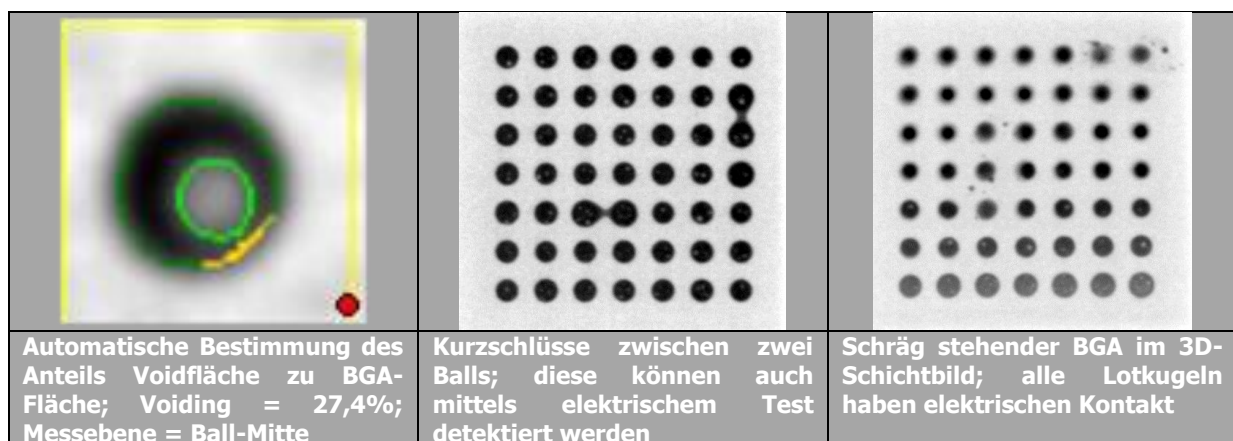 Automatische Bestimmung des
Anteils Voidfläche zu BGA-
Fläche; Voiding = 27,4%;
Messebene = Ball-Mitte
Kurzschlüsse zwischen zwei
Balls; diese können auch
mittels elektrischem Test
detektiert werden
Schräg stehender BGA im 3D-
Schichtbild; alle Lotkugeln
haben elektrischen Kontakt